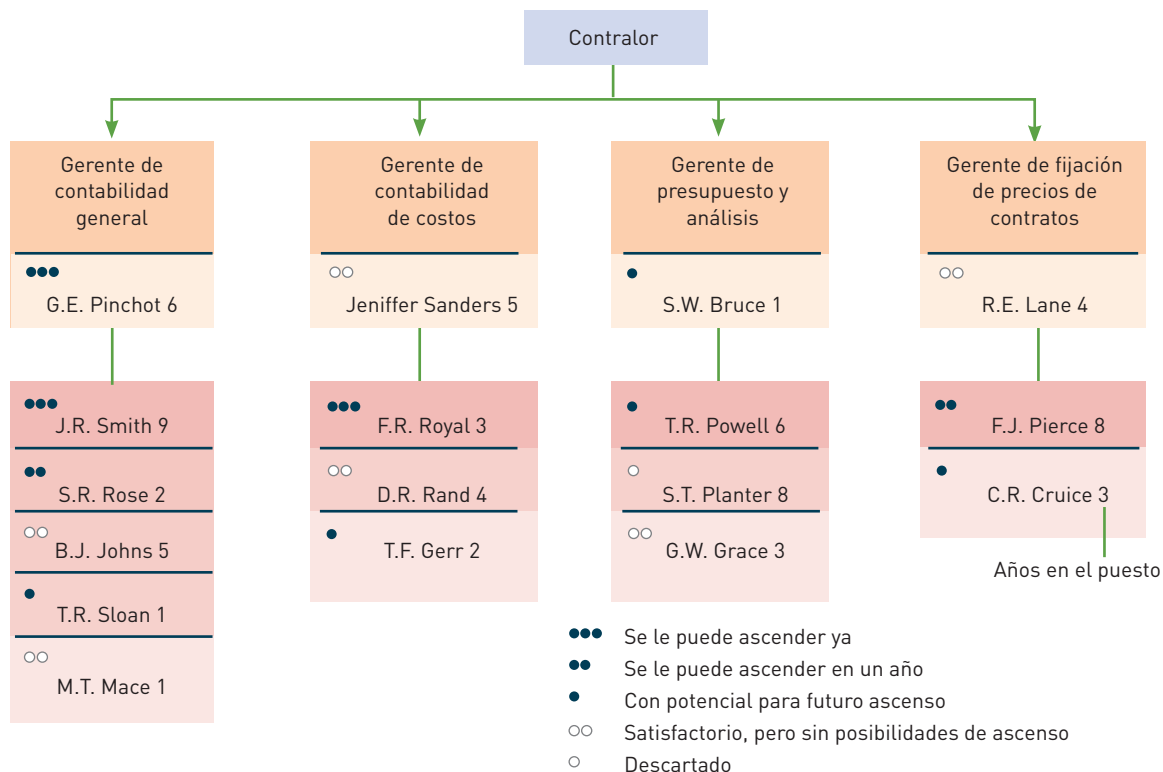 Contralor
Gerente de
contabilidad
general
G.E. Pinchot 6
J.R. Smith 9
S.R. Rose 2
B.J. Johns 5
T.R. Sloan 1
M.T. Mace 1
Gerente de
contabilidad
de costos
Jeniffer Sanders 5
F.R. Royal 3
D.R. Rand 4
T.F. Gerr 2
Gerente de
presupuesto y
análisis
S.W. Bruce 1
T.R. Powell 6
S.T. Planter 8
G.W. Grace 3
Gerente de fijación
de precios de
contratos
R.E. Lane 4
F.J. Pierce 8
C.R. Cruice 3
Años en el puesto
Se le puede ascender ya
Se le puede ascender en un año
Con potencial para futuro ascenso
Satisfactorio, pero sin posibilidades de ascenso
Descartado